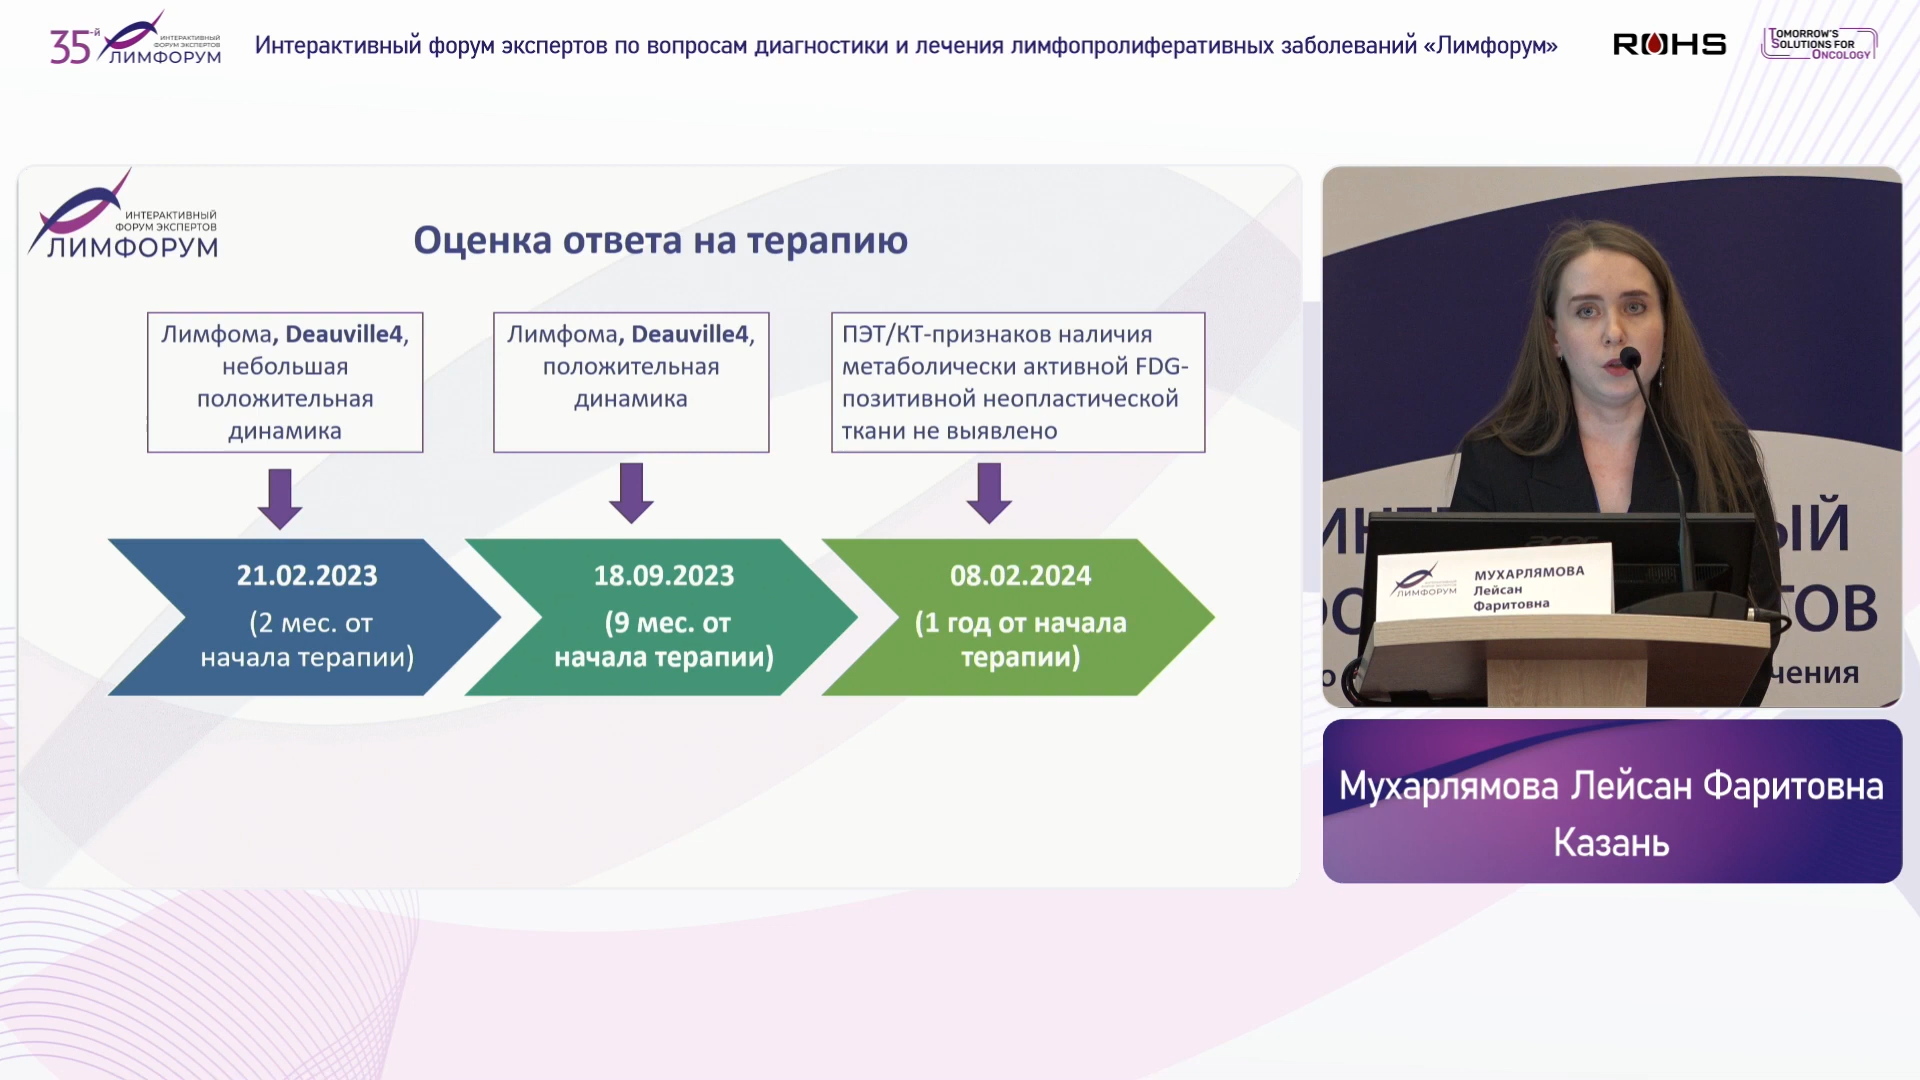 35-й
ИНТЕРАКТИВНЫЙ
ФОРУМ ЭКСПЕРТОВ
ЛИМФОРУМ
Интерактивный форум экспертов по вопросам диагностики и лечения лимфопролиферативных заболеваний «Лимфорум»
ROHS
TOMORROW'S
SOLUTIONS FOR
ONCOLOGY
ИНТЕРАКТИВНЫЙ
ФОРУМ ЭКСПЕРТОВ
ЛИМФОРУМ
Оценка ответа на терапию
Лимфома, Deauville4,
небольшая
положительная
динамика
Лимфома, Deauville4,
положительная
динамика
ПЭТ/КТ-признаков наличия
метаболически активной FDG-
позитивной неопластической
ткани не выявлено
21.02.2023
(2 мес. от
начала терапии)
18.09.2023
(9 мес. от
начала терапии)
08.02.2024
(1 год от начала
терапии)
acer
ЛИМФОРУМ
МУХАРЛЯМОВА
Лейсан
Фаритовна
ЫЙ
ТОВ
чения
Мухарлямова Лейсан Фаритовна
Казань